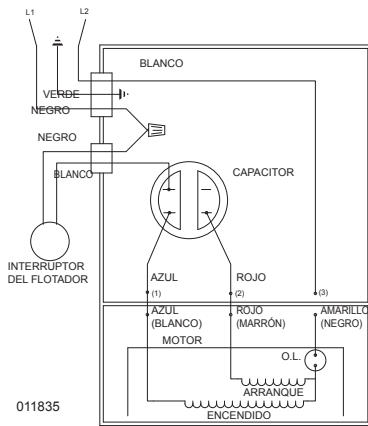 L1
L2
BLANCO
VERDE
NEGRO
NEGRO
BLANCO
CAPACITOR
INTERRUPTOR
DEL FLOTADOR
AZUL
ROJO
(1)
(2)
(3)
AZUL
(BLANCO)
ROJO
(MARRÓN)
AMARILLO
(NEGRO)
MOTOR
O.L.
ARRANQUE
ENCENDIDO
011835